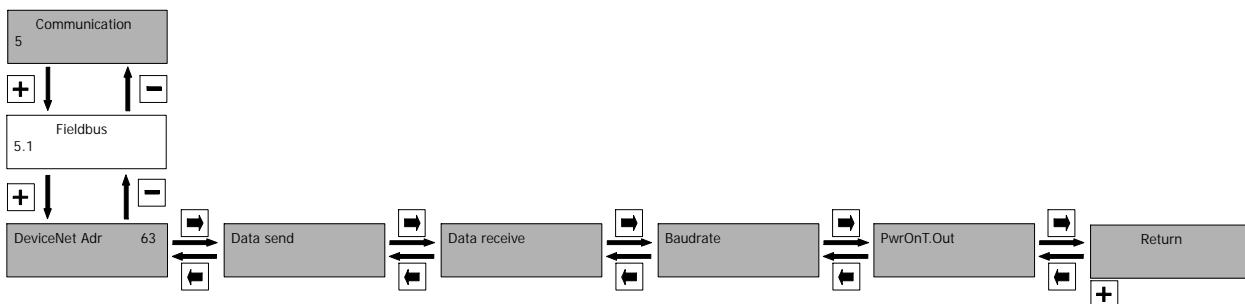 Communication
5
+ −
Fieldbus
5.1
+ −
DeviceNet Adr 63
Data send
Data receive
Baudrate
PwrOnT.Out
Return
+